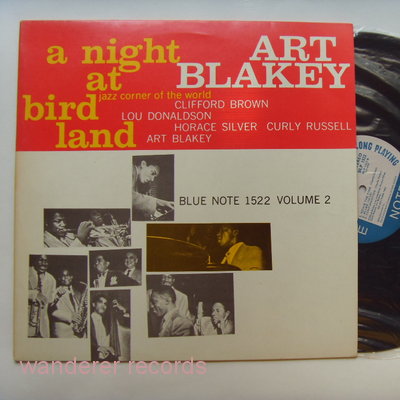 a night
at
bird
land
ART
BLAKEY
jazz corner of the world
CLIFFORD BROWN
LOU DONALDSON
HORACE SILVER CURLY RUSSELL
ART BLAKEY
BLUE NOTE 1522 VOLUME 2
LONG PLAYING
wanderer records